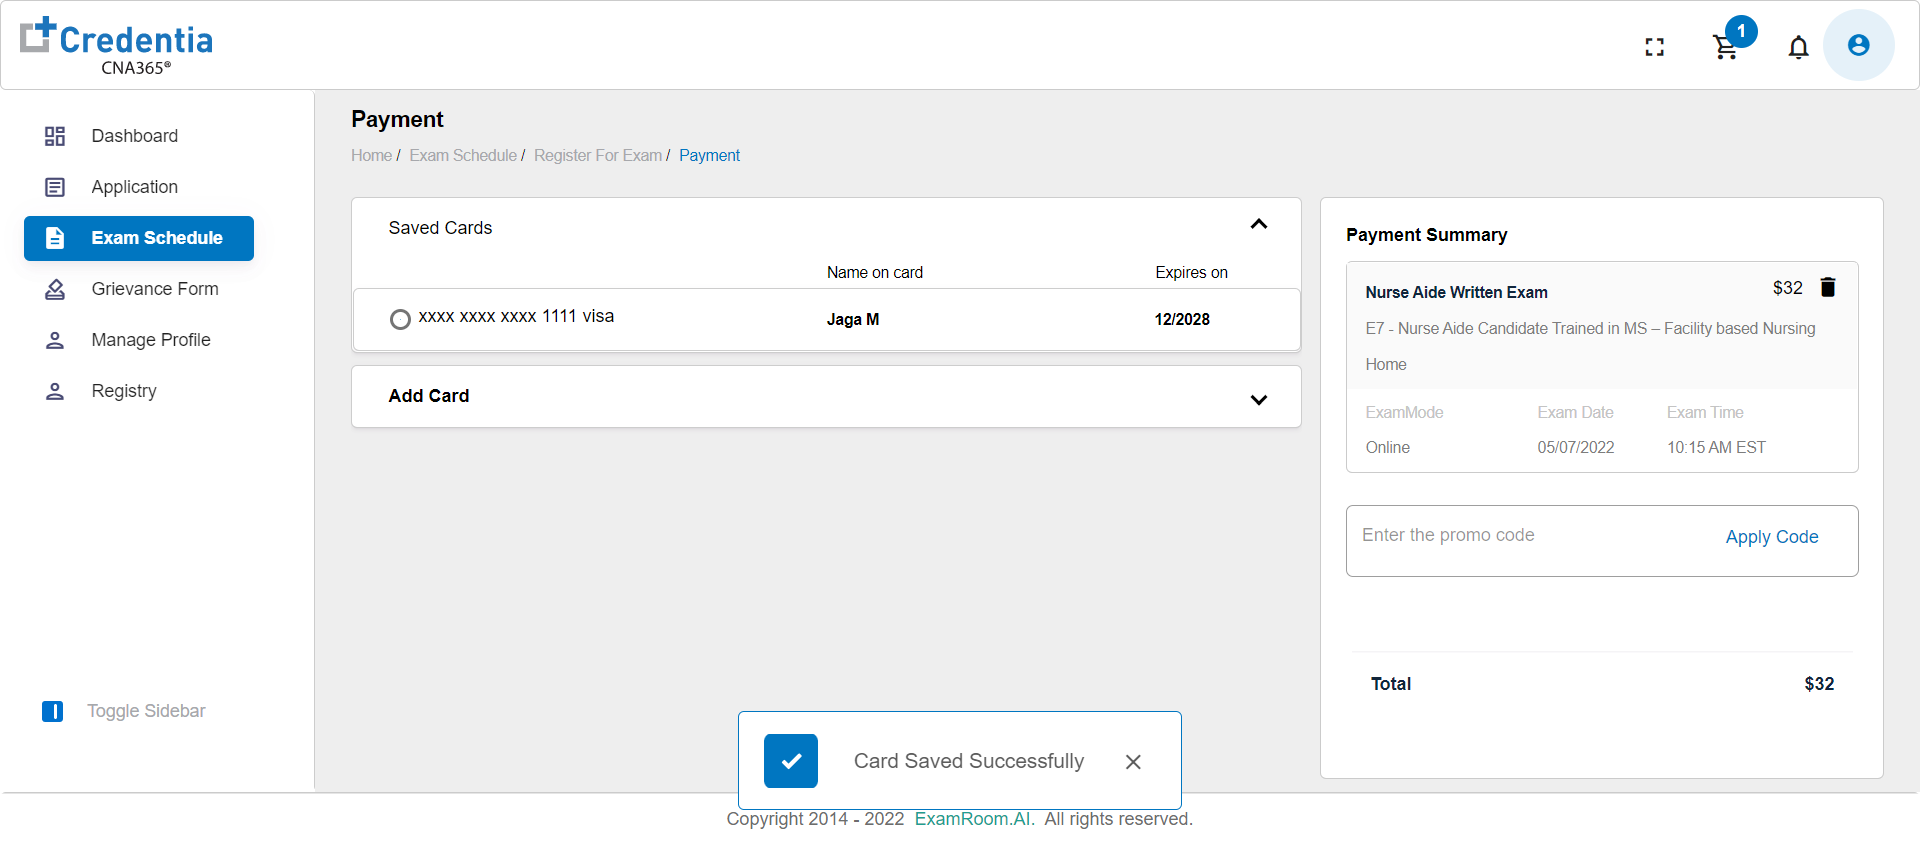 Credentia
CNA365®
1
Dashboard
Application
Exam Schedule
Grievance Form
Manage Profile
Registry
Toggle Sidebar
Payment
Home / Exam Schedule / Register For Exam / Payment
Saved Cards
Name on card Expires on
xxxx xxxx xxxx 1111 visa Jaga M 12/2028
Add Card
Payment Summary
Nurse Aide Written Exam $32
E7 - Nurse Aide Candidate Trained in MS – Facility based Nursing
Home
ExamMode Exam Date Exam Time
Online 05/07/2022 10:15 AM EST
Enter the promo code Apply Code
Total $32
Card Saved Successfully
Copyright 2014 - 2022 ExamRoom.AI. All rights reserved.